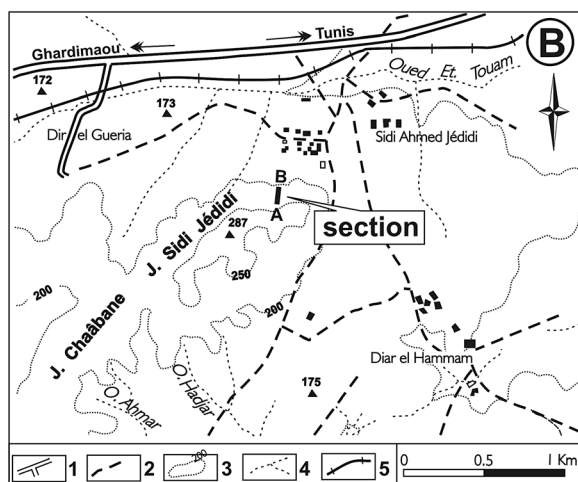 Ghardimaou
Tunis
B
172
173
Oued Et. Touam
Dir el Gueria
Sidi Ahmed Jédidi
B
A
section
J. Sidi Jédidi
287
250
200
200
J. Chaâbane
Diar el Hammam
O. Ahmar
O. Hadjar
175
1
2
200
3
4
5
0 0.5 1 Km